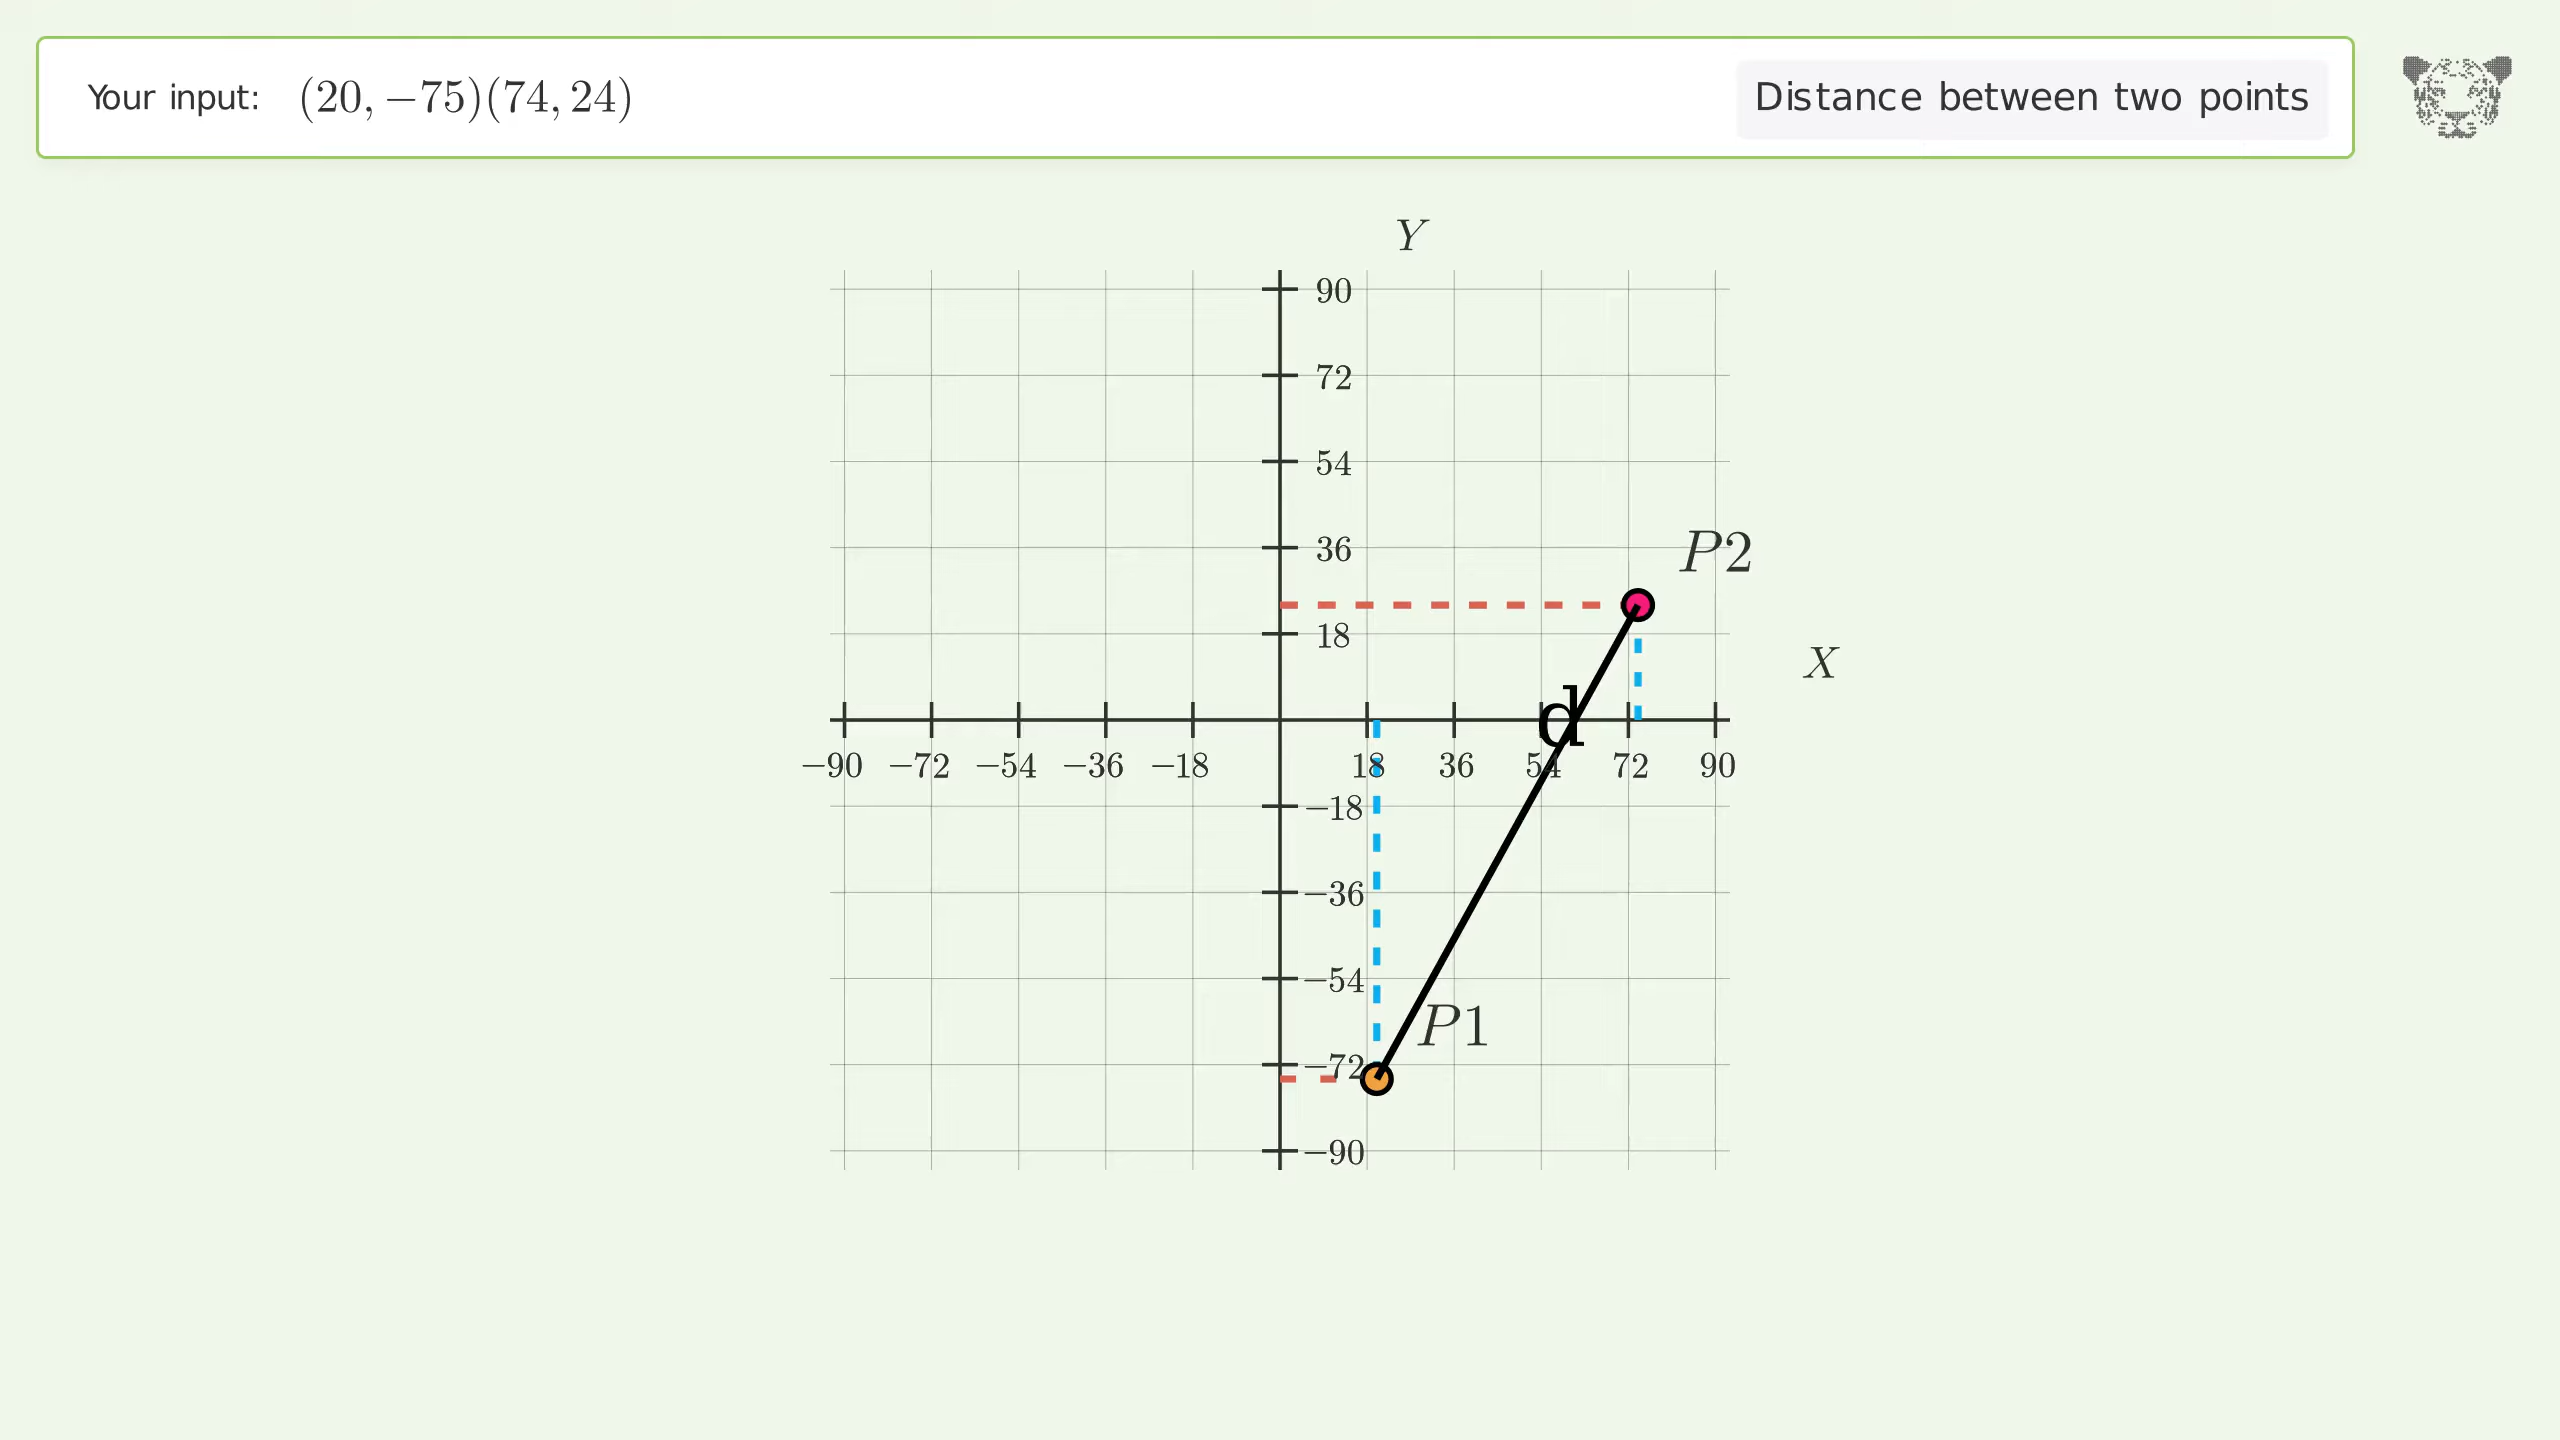 Your input: (20, −75)(74, 24) Distance between two points
Y
90
72
54
36
P2
18
X
d
−90 −72 −54 −36 −18 18 36 54 72 90
−18
−36
−54
P1
−72
−90